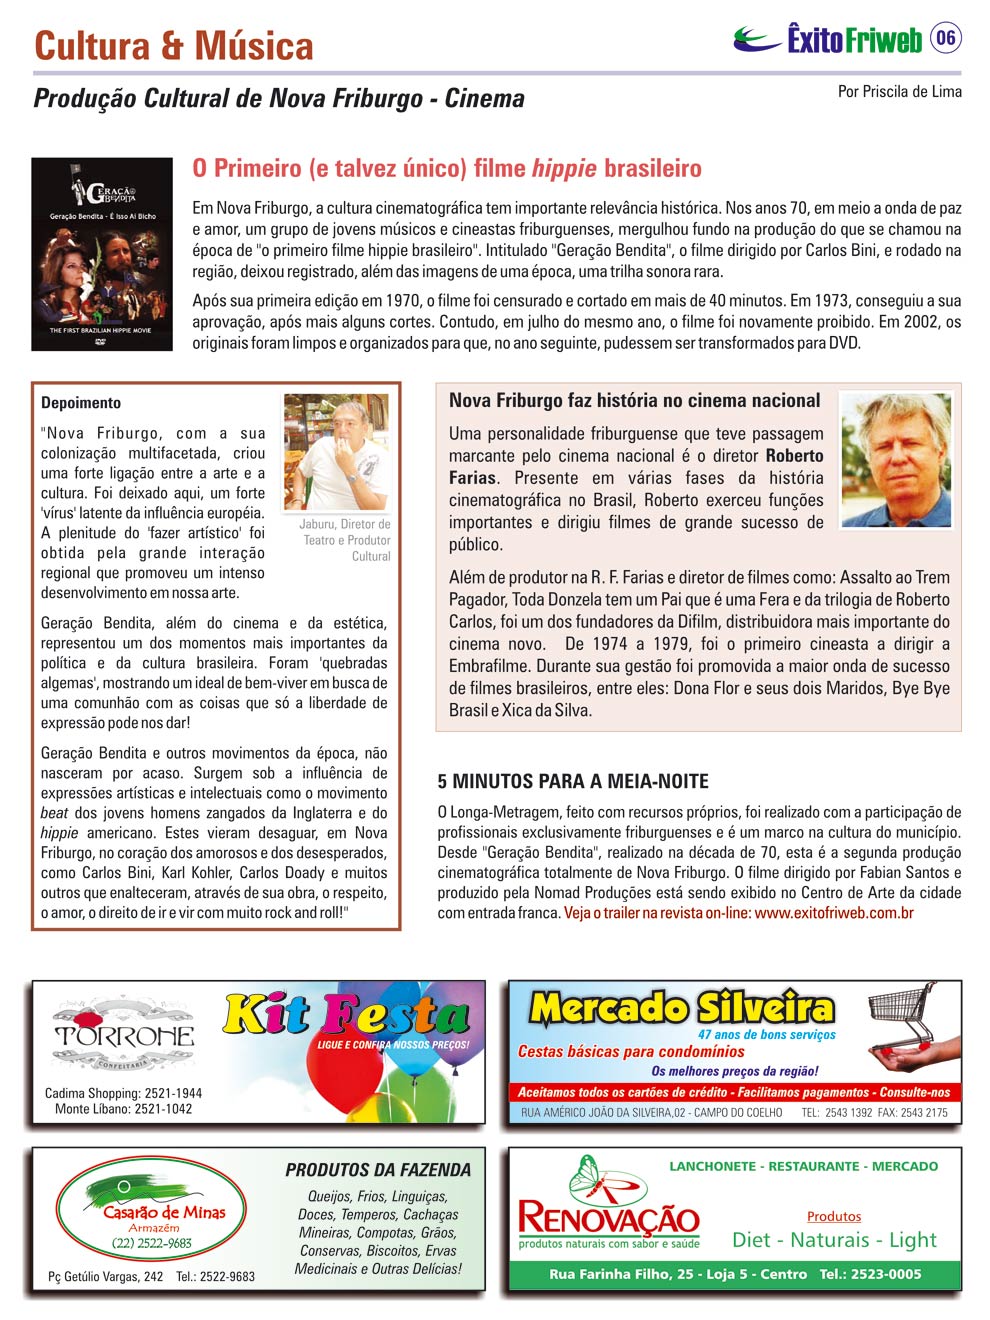 Cultura & Música
ÊxitoFriweb 06
Produção Cultural de Nova Friburgo - Cinema
Por Priscila de Lima
GERAÇÃO
BENDITA
Geração Bendita - É Isso Aí Bicho
THE FIRST BRAZILIAN HIPPIE MOVIE
DVD
O Primeiro (e talvez único) filme hippie brasileiro
Em Nova Friburgo, a cultura cinematográfica tem importante relevância histórica. Nos anos 70, em meio a onda de paz
e amor, um grupo de jovens músicos e cineastas friburguenses, mergulhou fundo na produção do que se chamou na
época de "o primeiro filme hippie brasileiro". Intitulado "Geração Bendita", o filme dirigido por Carlos Bini, e rodado na
região, deixou registrado, além das imagens de uma época, uma trilha sonora rara.
Após sua primeira edição em 1970, o filme foi censurado e cortado em mais de 40 minutos. Em 1973, conseguiu a sua
aprovação, após mais alguns cortes. Contudo, em julho do mesmo ano, o filme foi novamente proibido. Em 2002, os
originais foram limpos e organizados para que, no ano seguinte, pudessem ser transformados para DVD.
Depoimento
"Nova Friburgo, com a sua
colonização multifacetada, criou
uma forte ligação entre a arte e a
cultura. Foi deixado aqui, um forte
'vírus' latente da influência européia.
A plenitude do 'fazer artístico' foi
obtida pela grande interação
regional que promoveu um intenso
desenvolvimento em nossa arte.
Jaburu, Diretor de
Teatro e Produtor
Cultural
Geração Bendita, além do cinema e da estética,
representou um dos momentos mais importantes da
política e da cultura brasileira. Foram 'quebradas
algemas', mostrando um ideal de bem-viver em busca de
uma comunhão com as coisas que só a liberdade de
expressão pode nos dar!
Geração Bendita e outros movimentos da época, não
nasceram por acaso. Surgem sob a influência de
expressões artísticas e intelectuais como o movimento
beat dos jovens homens zangados da Inglaterra e do
hippie americano. Estes vieram desaguar, em Nova
Friburgo, no coração dos amorosos e dos desesperados,
como Carlos Bini, Karl Kohler, Carlos Doady e muitos
outros que enalteceram, através de sua obra, o respeito,
o amor, o direito de ir e vir com muito rock and roll!"
Nova Friburgo faz história no cinema nacional
Uma personalidade friburguense que teve passagem
marcante pelo cinema nacional é o diretor Roberto
Farias. Presente em várias fases da história
cinematográfica no Brasil, Roberto exerceu funções
importantes e dirigiu filmes de grande sucesso de
público.
Além de produtor na R. F. Farias e diretor de filmes como: Assalto ao Trem
Pagador, Toda Donzela tem um Pai que é uma Fera e da trilogia de Roberto
Carlos, foi um dos fundadores da Difilm, distribuidora mais importante do
cinema novo. De 1974 a 1979, foi o primeiro cineasta a dirigir a
Embrafilme. Durante sua gestão foi promovida a maior onda de sucesso
de filmes brasileiros, entre eles: Dona Flor e seus dois Maridos, Bye Bye
Brasil e Xica da Silva.
5 MINUTOS PARA A MEIA-NOITE
O Longa-Metragem, feito com recursos próprios, foi realizado com a participação de
profissionais exclusivamente friburguenses e é um marco na cultura do município.
Desde "Geração Bendita", realizado na década de 70, esta é a segunda produção
cinematográfica totalmente de Nova Friburgo. O filme dirigido por Fabian Santos e
produzido pela Nomad Produções está sendo exibido no Centro de Arte da cidade
com entrada franca. Veja o trailer na revista on-line: www.exitofriweb.com.br
TORRONE
CONFEITARIA
Cadima Shopping: 2521-1944
Monte Líbano: 2521-1042
Kit Festa
LIGUE E CONFIRA NOSSOS PREÇOS!
Mercado Silveira
47 anos de bons serviços
Cestas básicas para condomínios
Os melhores preços da região!
Aceitamos todos os cartões de crédito - Facilitamos pagamentos - Consulte-nos
RUA AMÉRICO JOÃO DA SILVEIRA,02 - CAMPO DO COELHO TEL: 2543 1392 FAX: 2543 2175
Casarão de Minas
Armazém
(22) 2522-9683
Pç Getúlio Vargas, 242 Tel.: 2522-9683
PRODUTOS DA FAZENDA
Queijos, Frios, Linguiças,
Doces, Temperos, Cachaças
Mineiras, Compotas, Grãos,
Conservas, Biscoitos, Ervas
Medicinais e Outras Delícias!
RENOVAÇÃO
produtos naturais com sabor e saúde
LANCHONETE - RESTAURANTE - MERCADO
Produtos
Diet - Naturais - Light
Rua Farinha Filho, 25 - Loja 5 - Centro Tel.: 2523-0005